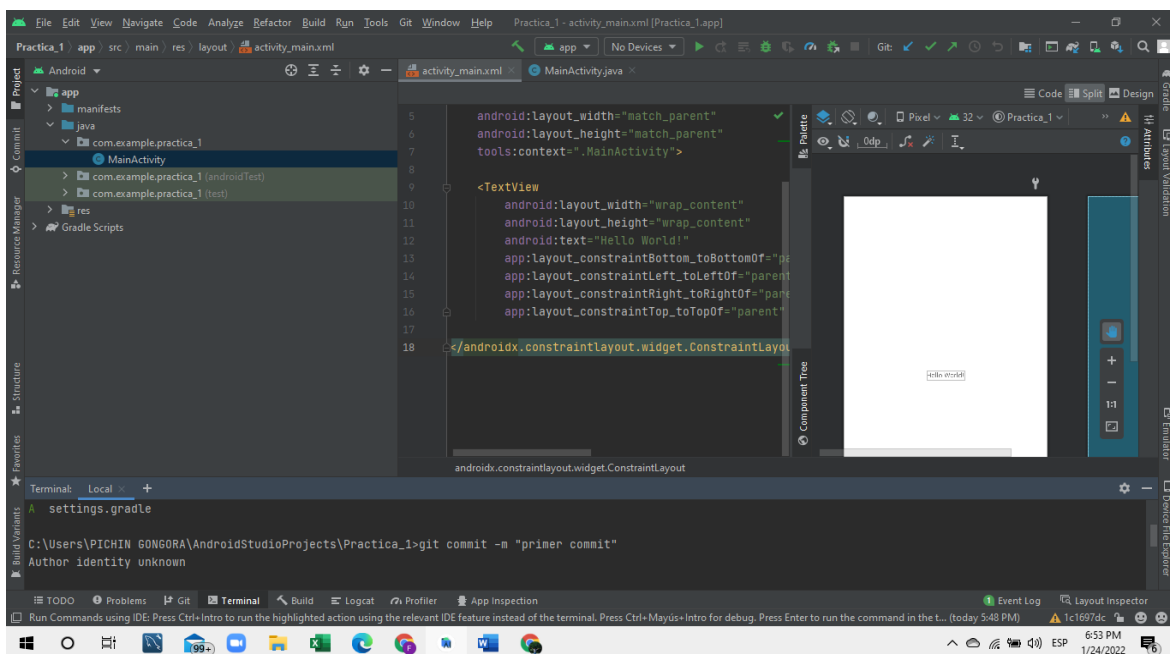 File Edit View Navigate Code Analyze Refactor Build Run Tools Git Window Help Practica_1 - activity_main.xml [Practica_1.app]
Practica_1 app src main res layout activity_main.xml app No Devices Git:
Project
Commit
Resource Manager
Structure
Favorites
Build Variants
Android
app
manifests
java
com.example.practica_1
MainActivity
com.example.practica_1 (androidTest)
com.example.practica_1 (test)
res
Gradle Scripts
activity_main.xml MainActivity.java
Code Split Design
5 android:layout_width="match_parent"
6 android:layout_height="match_parent"
7 tools:context=".MainActivity">
8
9 <TextView
10 android:layout_width="wrap_content"
11 android:layout_height="wrap_content"
12 android:text="Hello World!"
13 app:layout_constraintBottom_toBottomOf="pa
14 app:layout_constraintLeft_toLeftOf="parent
15 app:layout_constraintRight_toRightOf="pare
16 app:layout_constraintTop_toTopOf="parent"
17
18 </androidx.constraintlayout.widget.ConstraintLayou
androidx.constraintlayout.widget.ConstraintLayout
Palette
Component Tree
Pixel 32 Practica_1 »
0dp
Hello World!
1:1
Attributes
Gradle
Layout Validation
Emulator
Device File Explorer
Terminal: Local +
A settings.gradle
C:\Users\PICHIN GONGORA\AndroidStudioProjects\Practica_1>git commit -m "primer commit"
Author identity unknown
TODO Problems Git Terminal Build Logcat Profiler App Inspection 1 Event Log Layout Inspector
Run Commands using IDE: Press Ctrl+Intro to run the highlighted action using the relevant IDE feature instead of the terminal. Press Ctrl+Mayús+Intro for debug. Press Enter to run the command in the t... (today 5:48 PM) 1c1697dc
99+ ESP 6:53 PM
1/24/2022 6